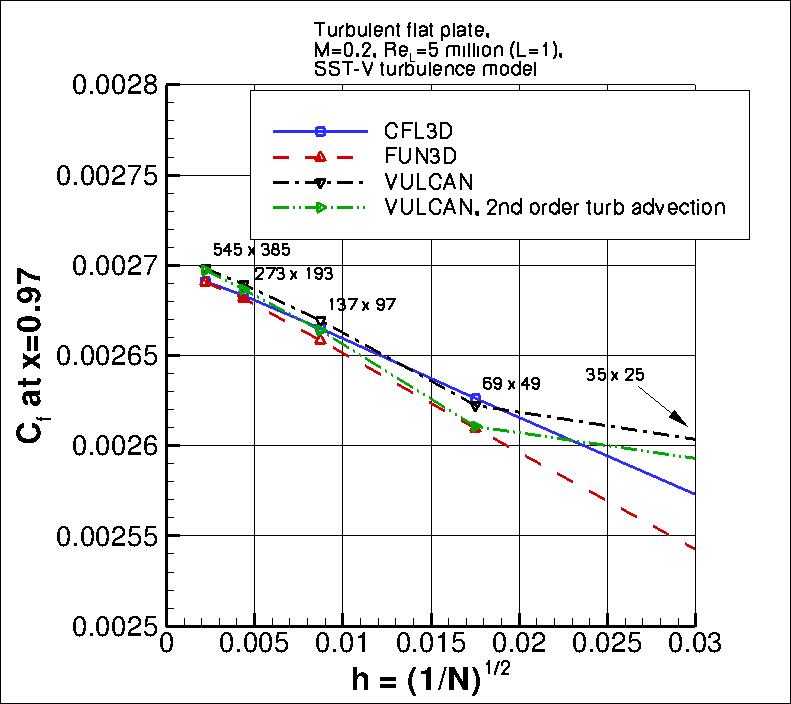 Turbulent flat plate,
M=0.2, Re_L=5 million (L=1),
SST-V turbulence model
0.0028
CFL3D
FUN3D
0.00275
VULCAN
VULCAN, 2nd order turb advection
545 x 385
0.0027
273 x 193
137 x 97
0.00265
69 x 49
35 x 25
0.0026
0.00255
0.0025
C_f at x=0.97
0 0.005 0.01 0.015 0.02 0.025 0.03
h = (1/N)^1/2